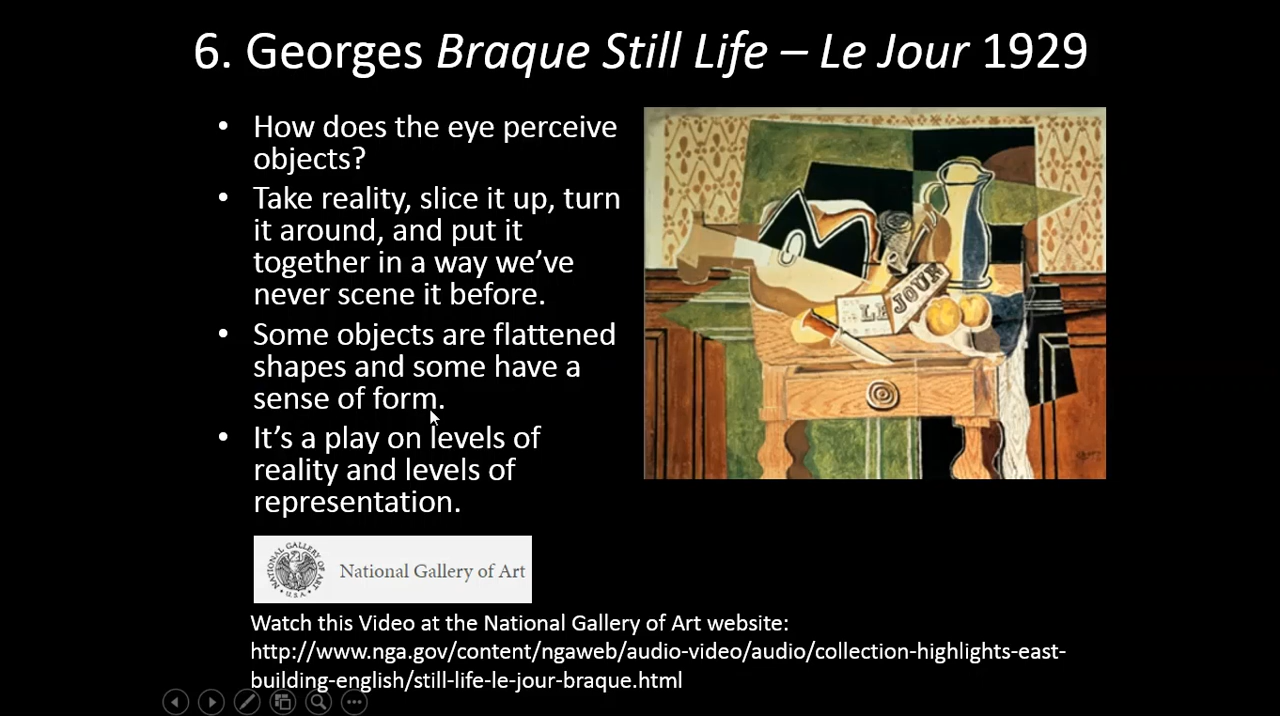 6. Georges Braque Still Life – Le Jour 1929
• How does the eye perceive
objects?
• Take reality, slice it up, turn
it around, and put it
together in a way we’ve
never scene it before.
• Some objects are flattened
shapes and some have a
sense of form.
• It’s a play on levels of
reality and levels of
representation.
LE JOUR
NATIONAL GALLERY OF ART • U.S.A. •
National Gallery of Art
Watch this Video at the National Gallery of Art website:
http://www.nga.gov/content/ngaweb/audio-video/audio/collection-highlights-east-
building-english/still-life-le-jour-braque.html